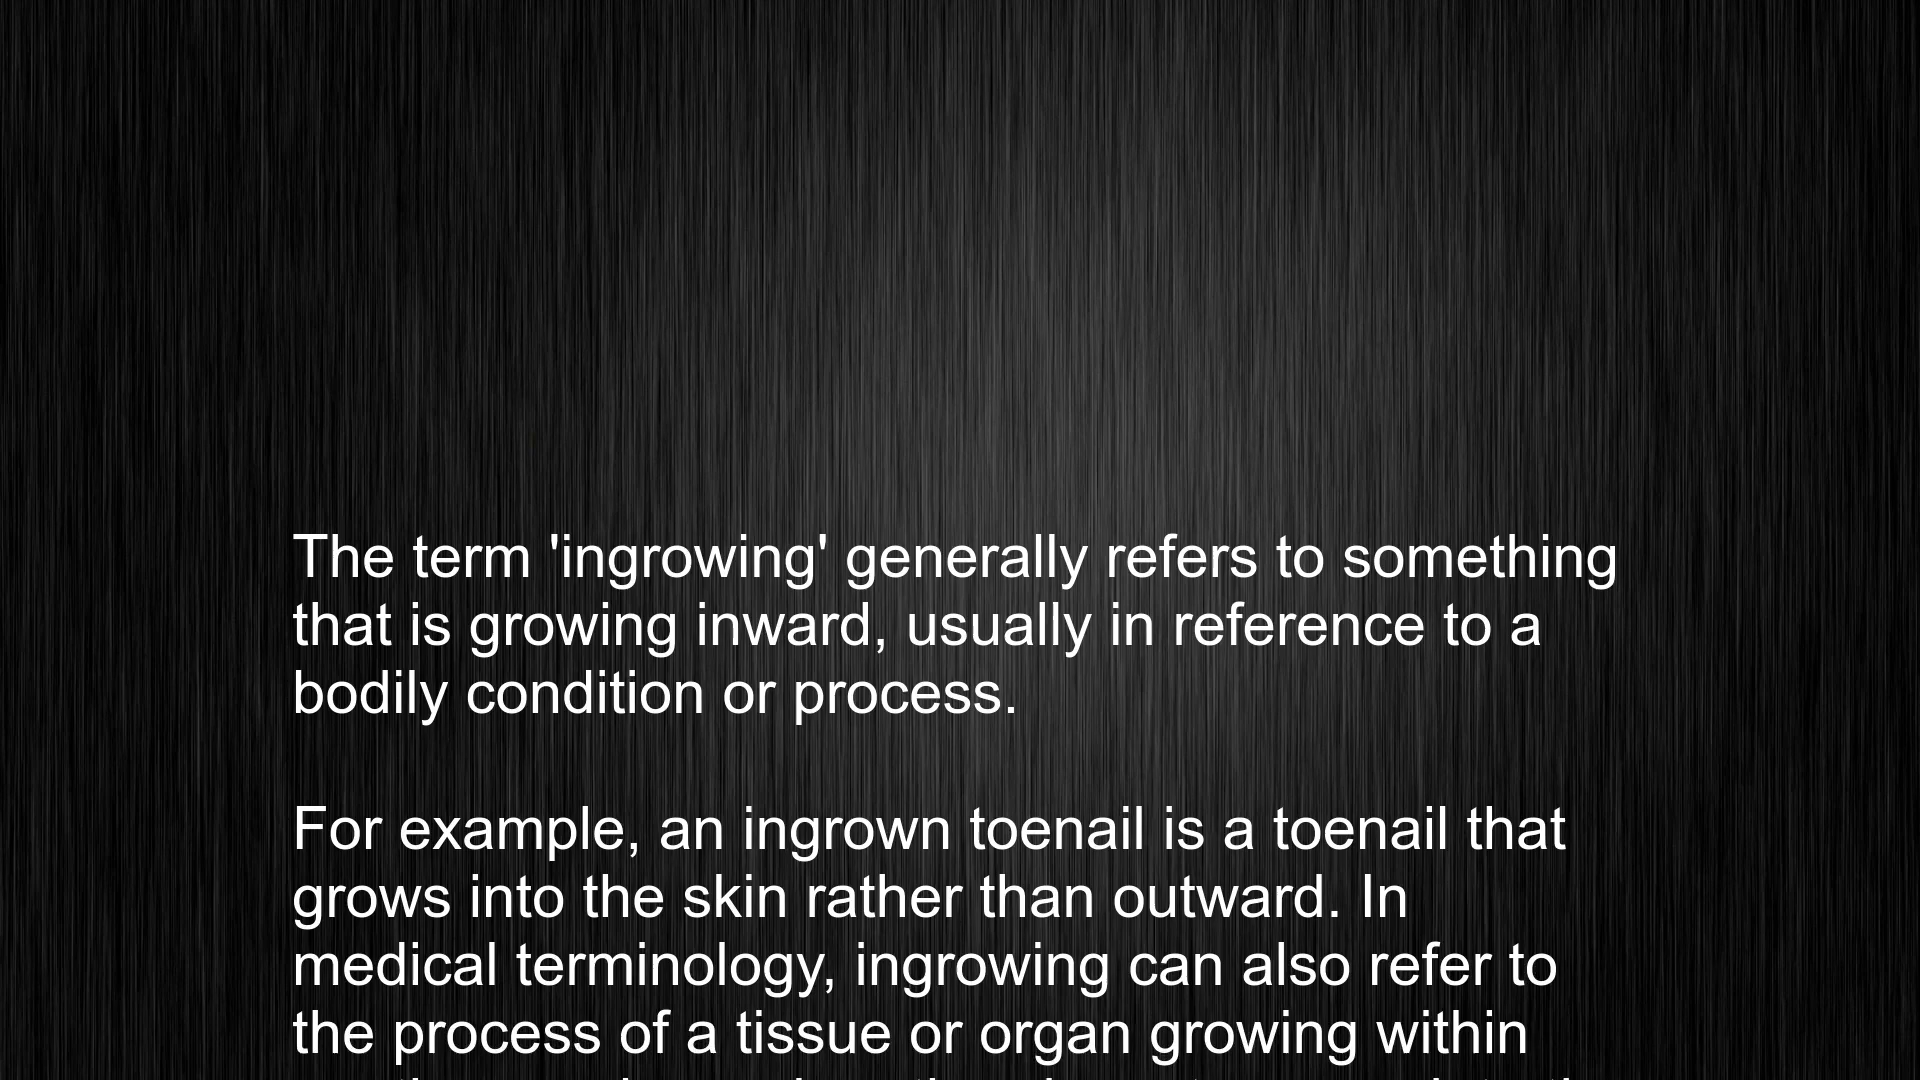 The term 'ingrowing' generally refers to something
that is growing inward, usually in reference to a
bodily condition or process.
For example, an ingrown toenail is a toenail that
grows into the skin rather than outward. In
medical terminology, ingrowing can also refer to
the process of a tissue or organ growing within